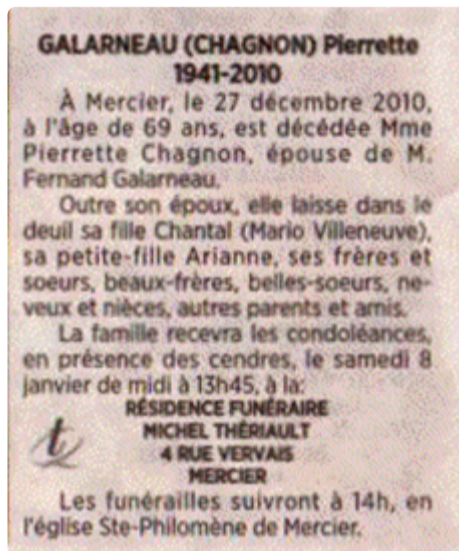 GALARNEAU (CHAGNON) Pierrette
1941-2010
À Mercier, le 27 décembre 2010,
à l'âge de 69 ans, est décédée Mme
Pierrette Chagnon, épouse de M.
Fernand Galarneau.
Outre son époux, elle laisse dans le
deuil sa fille Chantal (Mario Villeneuve),
sa petite-fille Arianne, ses frères et
soeurs, beaux-frères, belles-soeurs, ne-
veux et nièces, autres parents et amis.
La famille recevra les condoléances,
en présence des cendres, le samedi 8
janvier de midi à 13h45, à la:
RÉSIDENCE FUNÉRAIRE
MICHEL THÉRIAULT
4 RUE VERVAIS
MERCIER
Les funérailles suivront à 14h, en
l'église Ste-Philomène de Mercier.